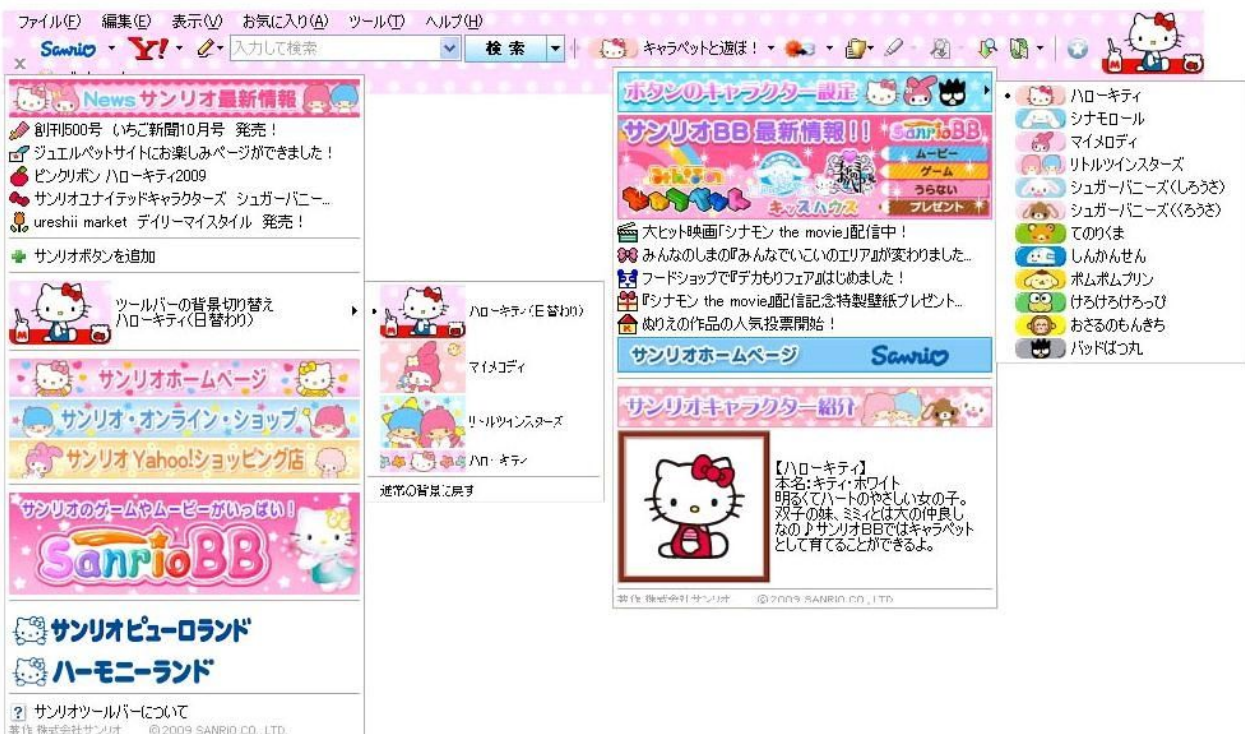 ファイル(F) 編集(E) 表示(V) お気に入り(A) ツール(T) ヘルプ(H)
Sanrio Y! 入力して検索 検索 キャラペットと遊ぼ!
News サンリオ最新情報
創刊500号 いちご新聞10月号 発売!
ジュエルペットサイトにお楽しみページができました!
ピンクリボン ハローキティ2009
サンリオユナイテッドキャラクターズ シュガーバニー...
ureshii market デイリーマイスタイル 発売!
サンリオボタンを追加
ツールバーの背景切り替え
ハローキティ(日替わり)
サンリオホームページ
サンリオ・オンライン・ショップ
サンリオ Yahoo!ショッピング店
サンリオのゲームやムービーがいっぱい!
SanrioBB
サンリオピューロランド
ハーモニーランド
サンリオツールバーについて
著作 株式会社サンリオ ©2009 SANRIO CO.,LTD.
ハローキティ(日替わり)
マイメロディ
リトルツインスターズ
ハローキティ
通常の背景に戻す
ボタンのキャラクター設定
サンリオBB 最新情報!! SanrioBB
ムービー
ゲーム
うらない
プレゼント
みんなの
キッズハウス
大ヒット映画「シナモン the movie」配信中!
みんなのしまの『みんなでいこいのエリア』が変わりました...
フードショップで『デカもりフェア』はじめました!
『シナモン the movie』配信記念特製壁紙プレゼント...
ぬりえの作品の人気投票開始!
サンリオホームページ Sanrio
サンリオキャラクター紹介
【ハローキティ】
本名:キティ・ホワイト
明るくてハートのやさしい女の子。
双子の妹、ミミィとは大の仲良し
なの♪サンリオBBではキャラペット
として育てることができるよ。
著作 株式会社サンリオ ©2009 SANRIO CO.,LTD.
ハローキティ
シナモロール
マイメロディ
リトルツインスターズ
シュガーバニーズ(しろうさ)
シュガーバニーズ(くろうさ)
てのりくま
しんかんせん
ポムポムプリン
けろけろけろっぴ
おさるのもんきち
バッドばつ丸